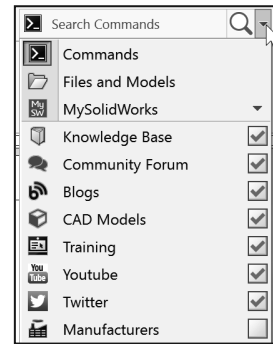 Search Commands
Commands
Files and Models
My SW MySolidWorks
Knowledge Base
Community Forum
Blogs
CAD Models
Training
You Tube Youtube
Twitter
Manufacturers